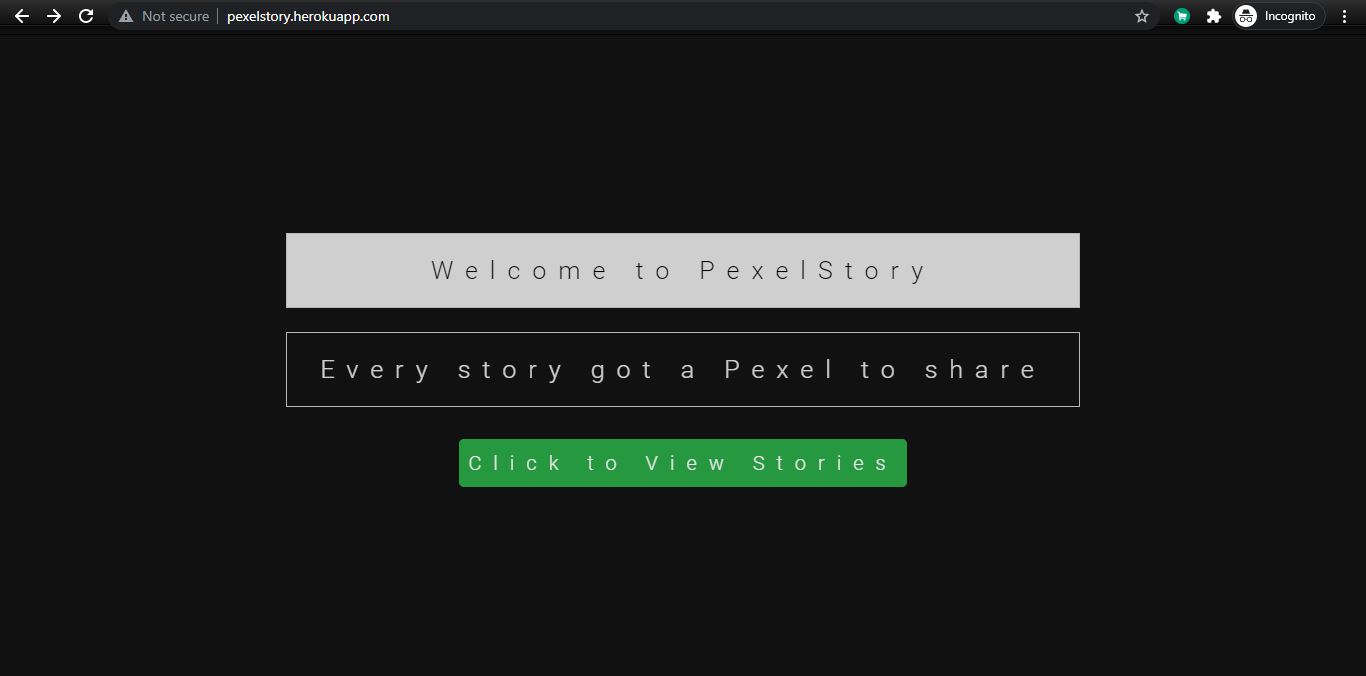 Not secure pexelstory.herokuapp.com Incognito
Welcome to PexelStory
Every story got a Pexel to share
Click to View Stories